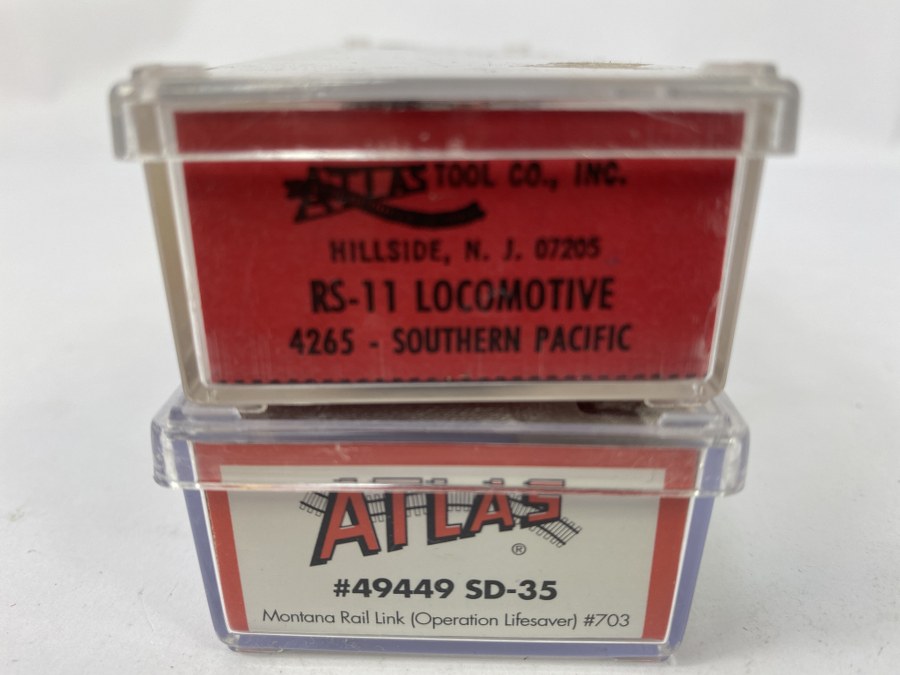 ATLAS TOOL CO., INC.
HILLSIDE, N. J. 07205
RS-11 LOCOMOTIVE
4265 - SOUTHERN PACIFIC
ATLAS ®
#49449 SD-35
Montana Rail Link (Operation Lifesaver) #703